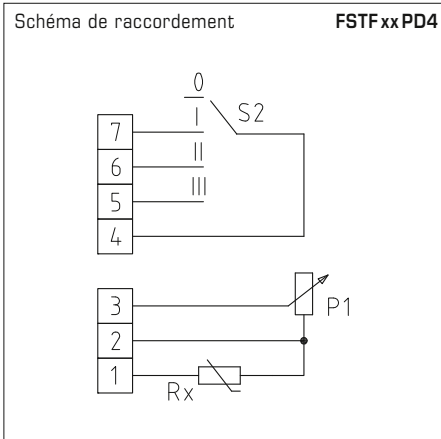 Schéma de raccordement FSTF xx PD4
0
I
S2
7
II
6
III
5
4
3
P1
2
1
Rx